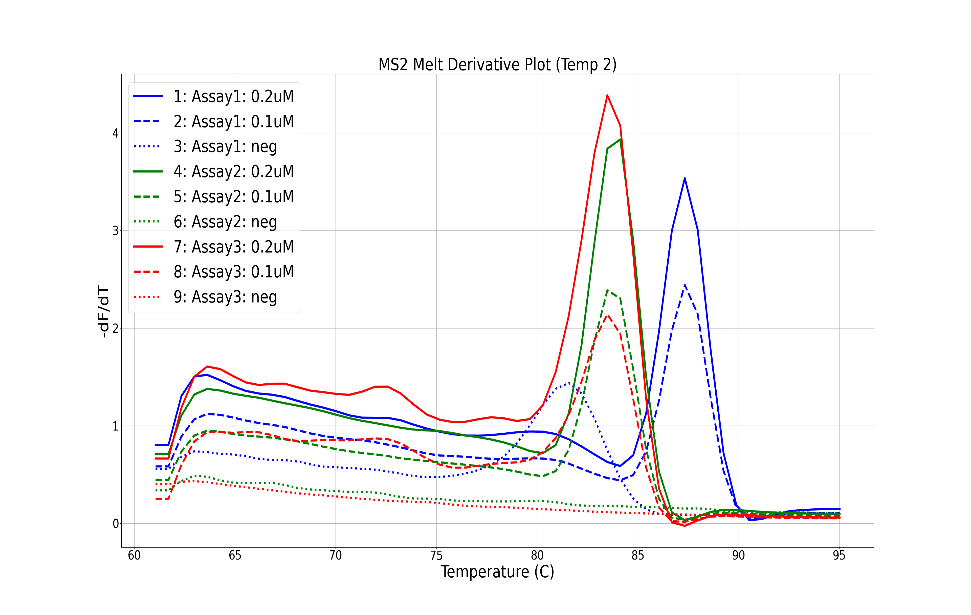 MS2 Melt Derivative Plot (Temp 2)
1: Assay1: 0.2uM
2: Assay1: 0.1uM
3: Assay1: neg
4: Assay2: 0.2uM
5: Assay2: 0.1uM
6: Assay2: neg
7: Assay3: 0.2uM
8: Assay3: 0.1uM
9: Assay3: neg
4
3
2
1
0
-dF/dT
60 65 70 75 80 85 90 95
Temperature (C)